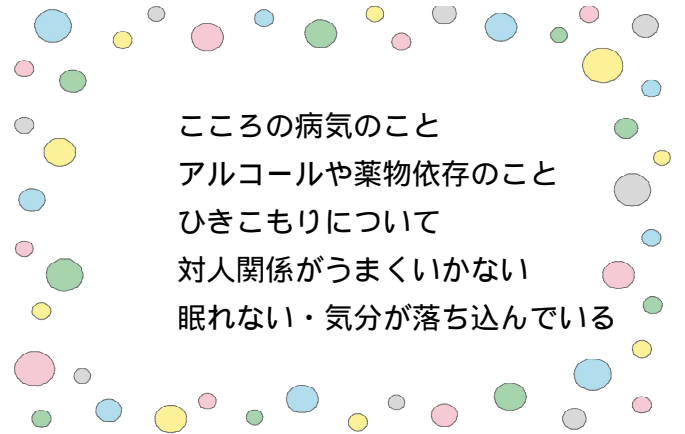 こころの病気のこと
アルコールや薬物依存のこと
ひきこもりについて
対人関係がうまくいかない
眠れない・気分が落ち込んでいる